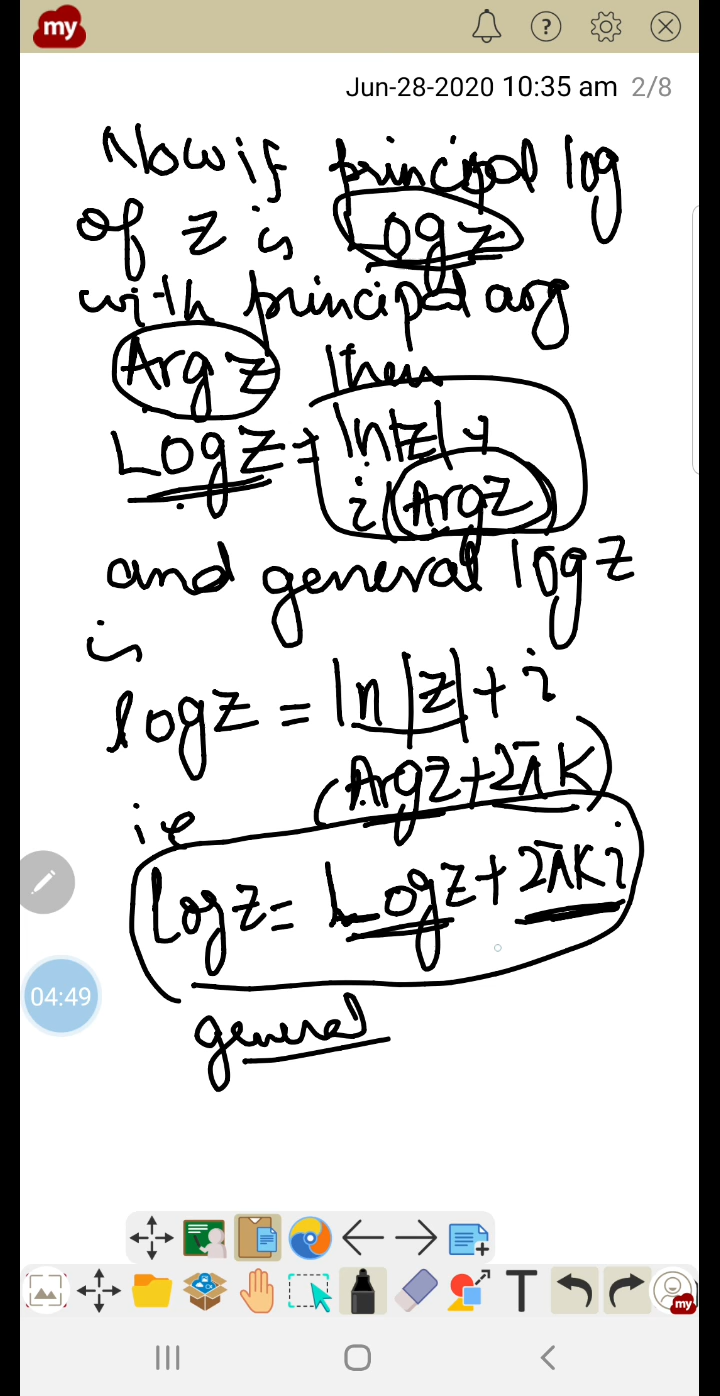 my
?
Jun-28-2020 10:35 am 2/8
Now if principal log
of z is Log z
with principal arg
Arg z then
Log z = ln|z| +
i(Arg z)
and general log z
is
log z = ln|z| + i
(Arg z + 2πK)
ie
log z = Log z + 2πKi
04:49
general
T
my